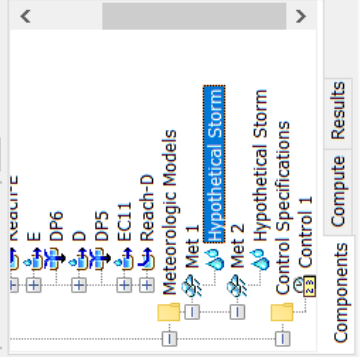 E
DP6
D
DP5
EC11
Reach-D
Meteorologic Models
Met 1
Hypothetical Storm
Met 2
Hypothetical Storm
Control Specifications
Control 1
Components
Compute
Results